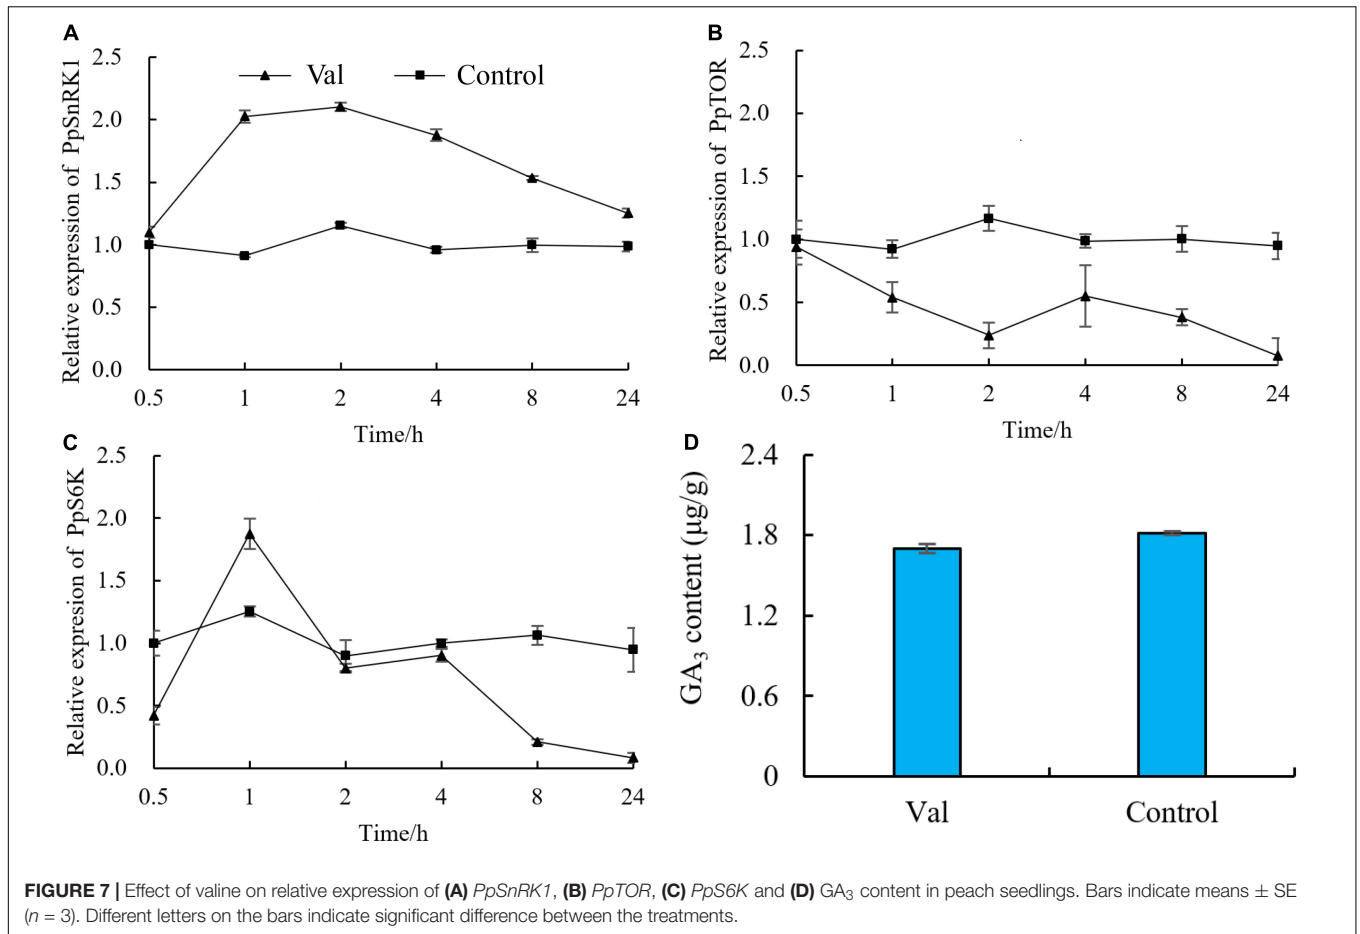 A
2.5
2.0
1.5
1.0
0.5
0.0
Relative expression of PpSnRK1
Val
Control
0.5 1 2 4 8 24
Time/h
B
2.5
2.0
1.5
1.0
0.5
0.0
Relative expression of PpTOR
0.5 1 2 4 8 24
Time/h
C
2.5
2.0
1.5
1.0
0.5
0.0
Relative expresion of PpS6K
0.5 1 2 4 8 24
Time/h
D
2.4
1.8
1.2
0.6
0
GA3 content (μg/g)
Val Control
FIGURE 7 | Effect of valine on relative expression of (A) PpSnRK1, (B) PpTOR, (C) PpS6K and (D) GA3 content in peach seedlings. Bars indicate means ± SE
(n = 3). Different letters on the bars indicate significant difference between the treatments.